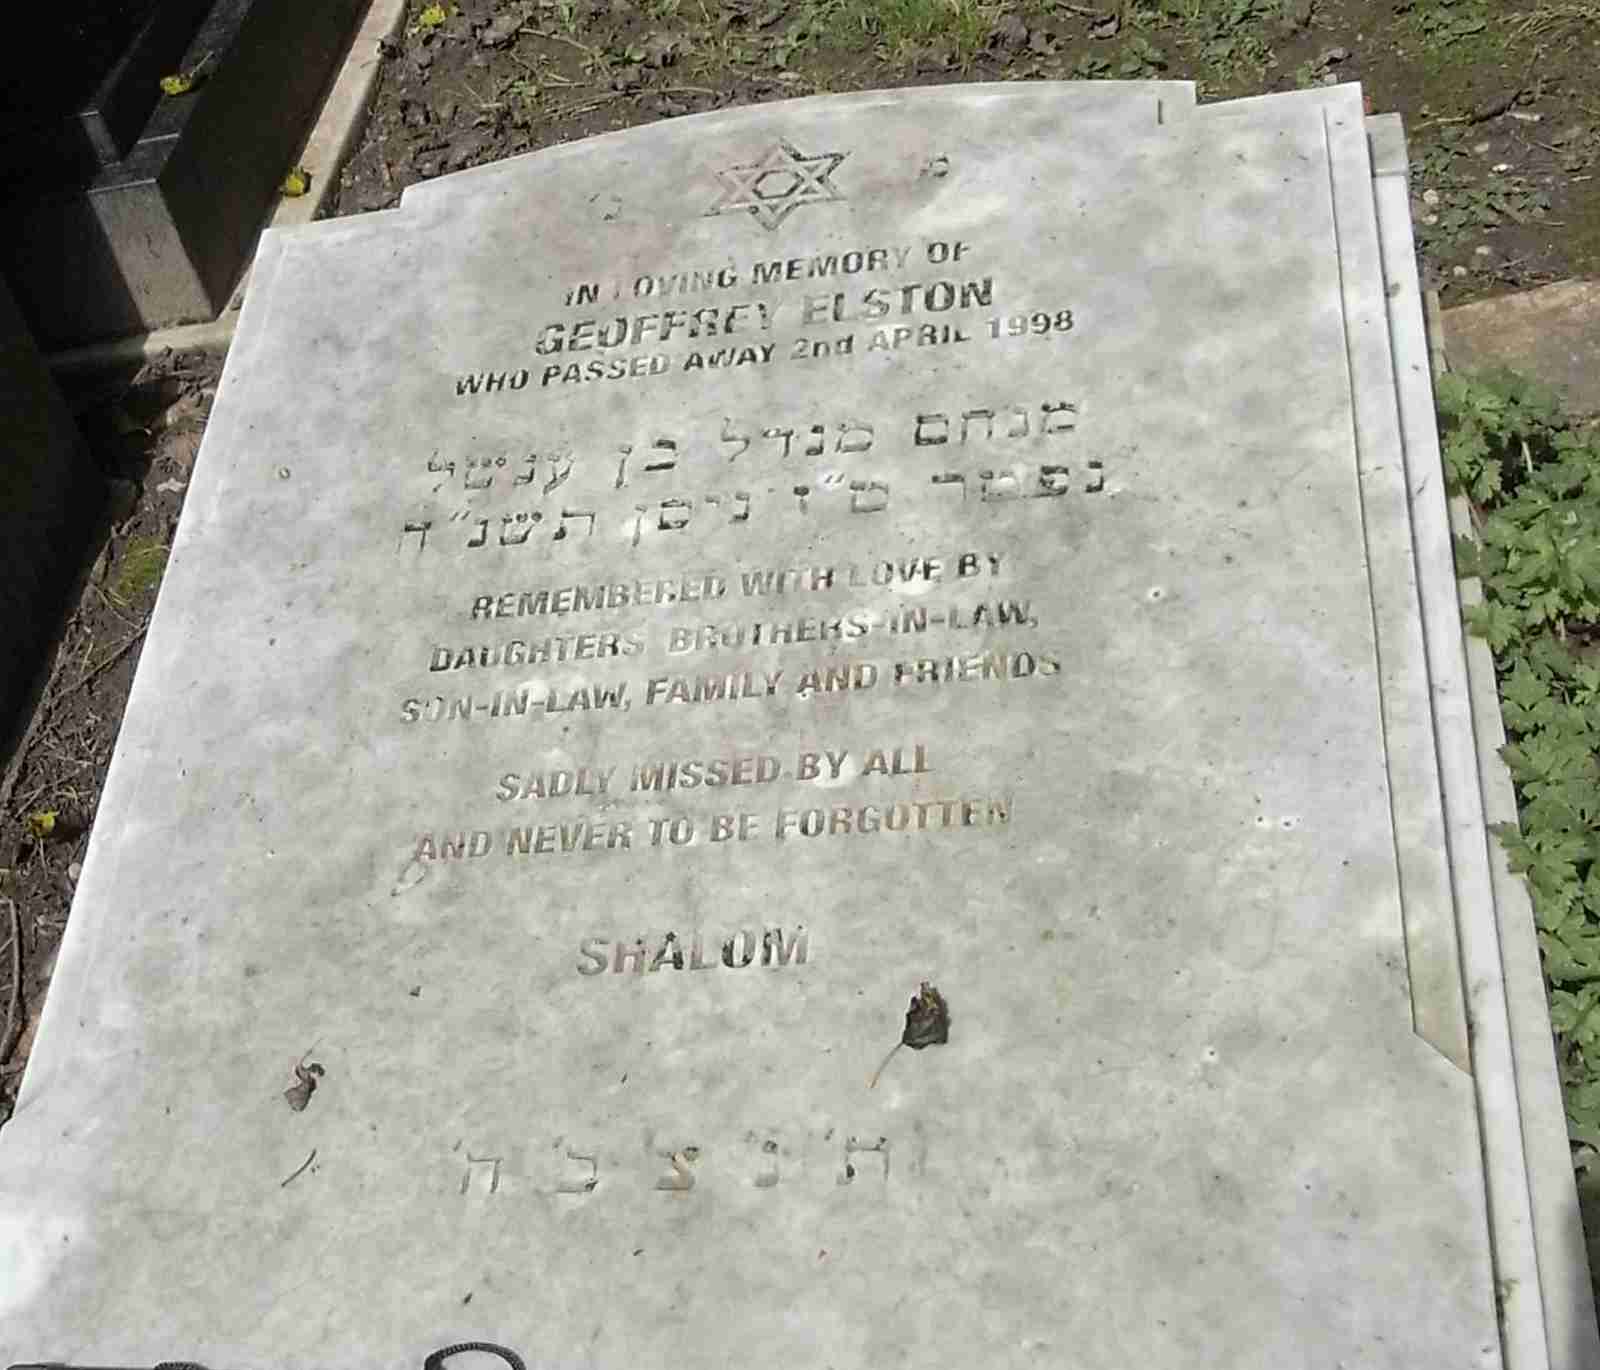 פ' נ'
IN LOVING MEMORY OF
GEOFFREY ELSTON
WHO PASSED AWAY 2nd APRIL 1998
מנחם מנדל בן ענשל
נפטר ניסן תשנ״ח
REMEMBERED WITH LOVE BY
DAUGHTERS BROTHERS-IN-LAW,
SON-IN-LAW, FAMILY AND FRIENDS
SADLY MISSED BY ALL
AND NEVER TO BE FORGOTTEN
SHALOM
ת' נ' צ' ב' ה'